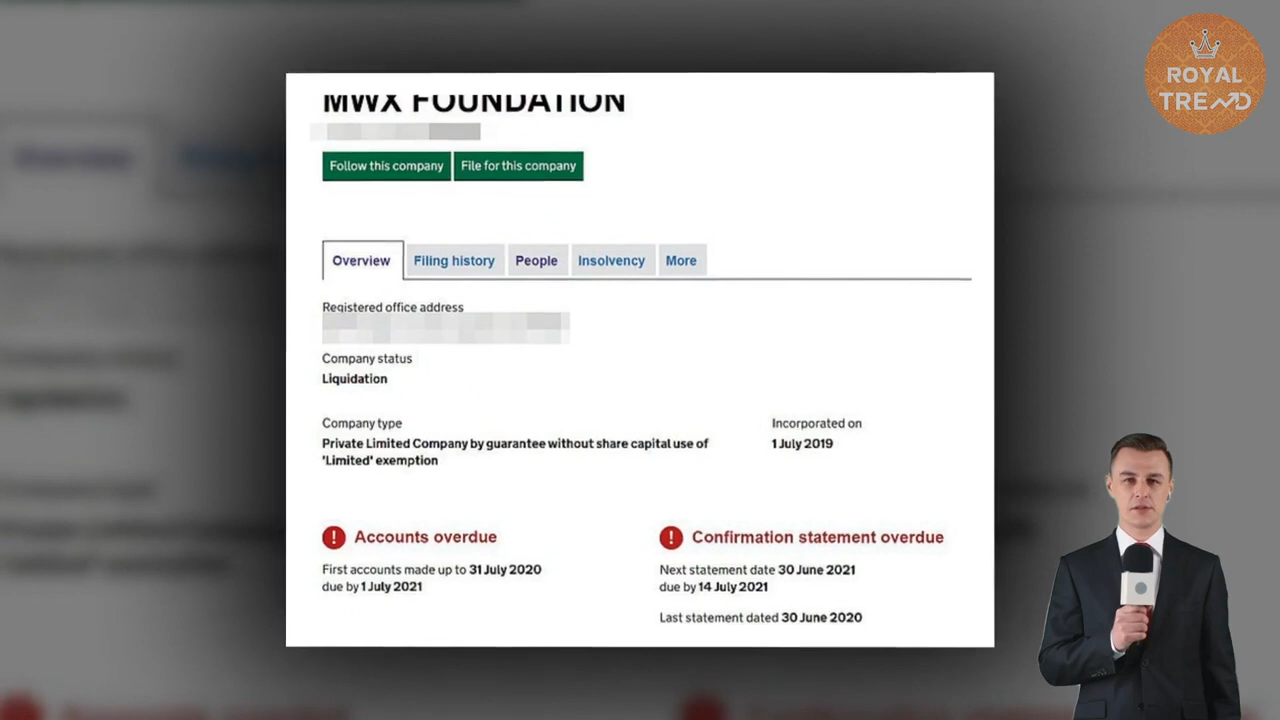 ROYAL
TREND
MWX FOUNDATION
Follow this company
File for this company
Overview
Filing history
People
Insolvency
More
Registered office address
Company status
Liquidation
Company type
Private Limited Company by guarantee without share capital use of
'Limited' exemption
Incorporated on
1 July 2019
Accounts overdue
First accounts made up to 31 July 2020
due by 1 July 2021
Confirmation statement overdue
Next statement date 30 June 2021
due by 14 July 2021
Last statement dated 30 June 2020